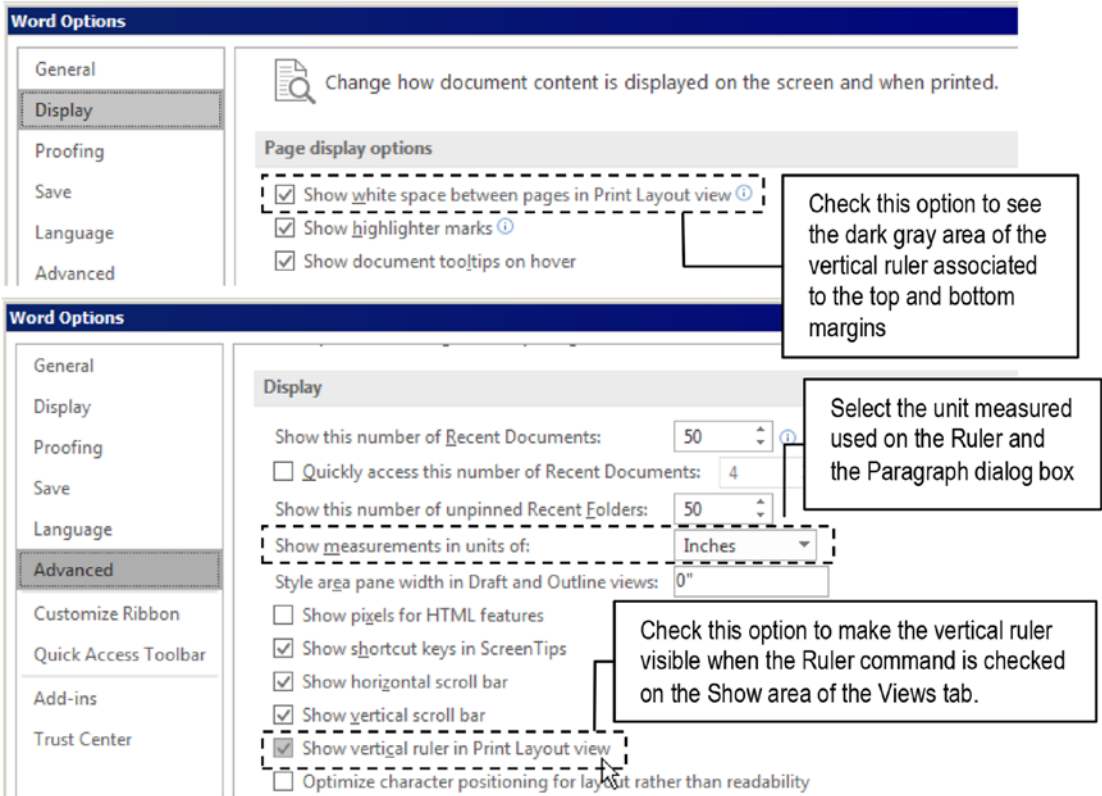 Word Options
General
Display
Proofing
Save
Language
Advanced
Change how document content is displayed on the screen and when printed.
Page display options
Show white space between pages in Print Layout view
Show highlighter marks
Show document tooltips on hover
Check this option to see
the dark gray area of the
vertical ruler associated
to the top and bottom
margins
Word Options
General
Display
Proofing
Save
Language
Advanced
Customize Ribbon
Quick Access Toolbar
Add-ins
Trust Center
Display
Show this number of Recent Documents: 50
Quickly access this number of Recent Documents: 4
Show this number of unpinned Recent Folders: 50
Show measurements in units of: Inches
Style area pane width in Draft and Outline views: 0"
Show pixels for HTML features
Show shortcut keys in ScreenTips
Show horizontal scroll bar
Show vertical scroll bar
Show vertical ruler in Print Layout view
Optimize character positioning for layout rather than readability
Select the unit measured
used on the Ruler and
the Paragraph dialog box
Check this option to make the vertical ruler
visible when the Ruler command is checked
on the Show area of the Views tab.